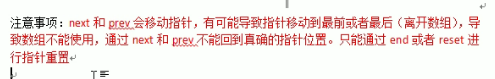 注意事项：next 和 prev 会移动指针，有可能导致指针移动到最前或者最后（离开数组），导
致数组不能使用，通过 next 和 prev 不能回到真确的指针位置。只能通过 end 或者 reset 进
行指针重置